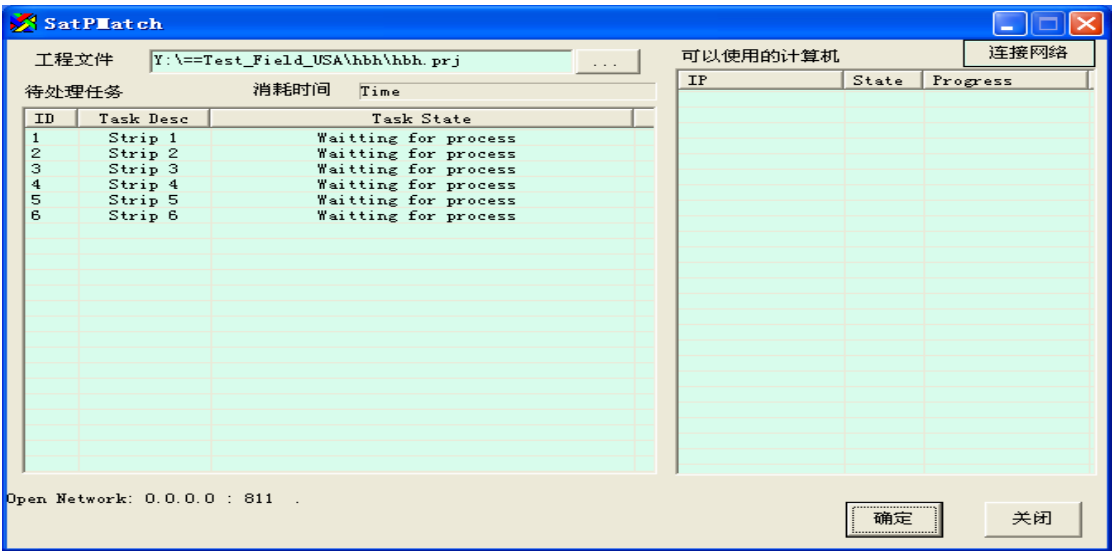 SatPMatch
工程文件 Y:\==Test_Field_USA\hbh\hbh.prj ...
待处理任务 消耗时间 Time
ID Task Desc Task State
1 Strip 1 Waitting for process
2 Strip 2 Waitting for process
3 Strip 3 Waitting for process
4 Strip 4 Waitting for process
5 Strip 5 Waitting for process
6 Strip 6 Waitting for process
可以使用的计算机 连接网络
IP State Progress
Open Network: 0.0.0.0 : 811 .
确定 关闭